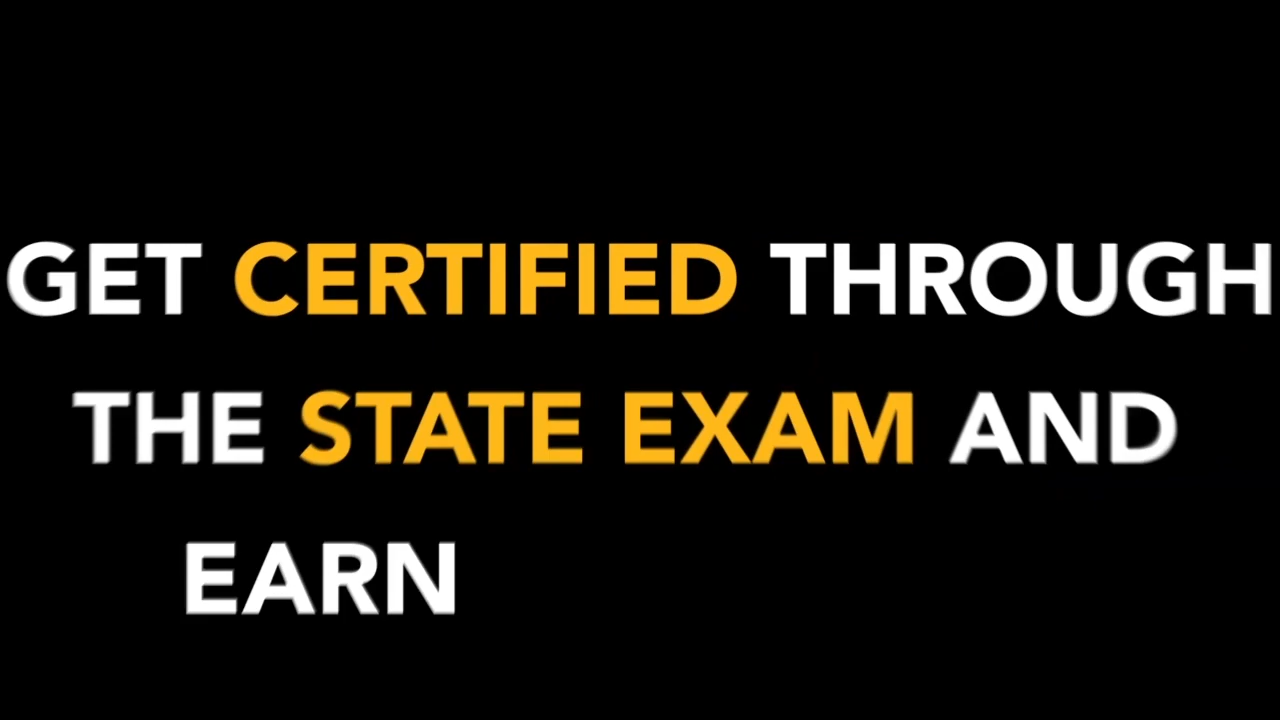 GET CERTIFIED THROUGH
THE STATE EXAM AND
EARN